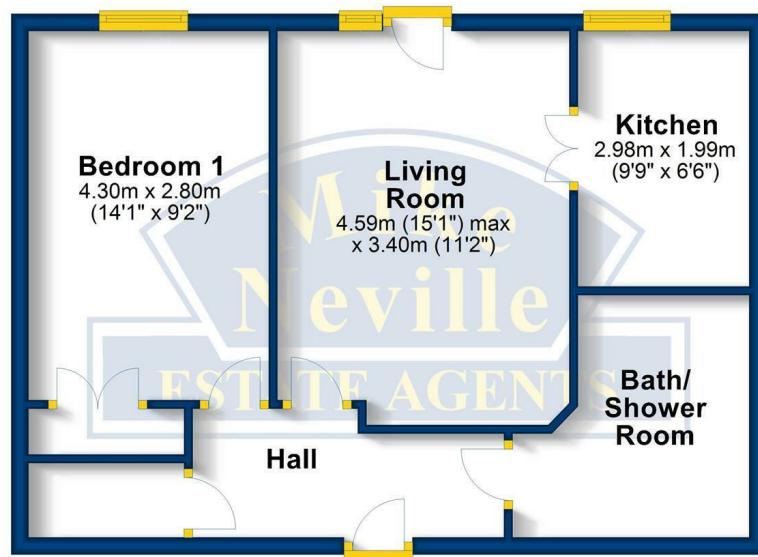 Bedroom 1
4.30m x 2.80m
(14'1" x 9'2")
Living
Room
4.59m (15'1") max
x 3.40m (11'2")
Kitchen
2.98m x 1.99m
(9'9" x 6'6")
Bath/
Shower
Room
Hall
Mike
Neville
ESTATE AGENTS